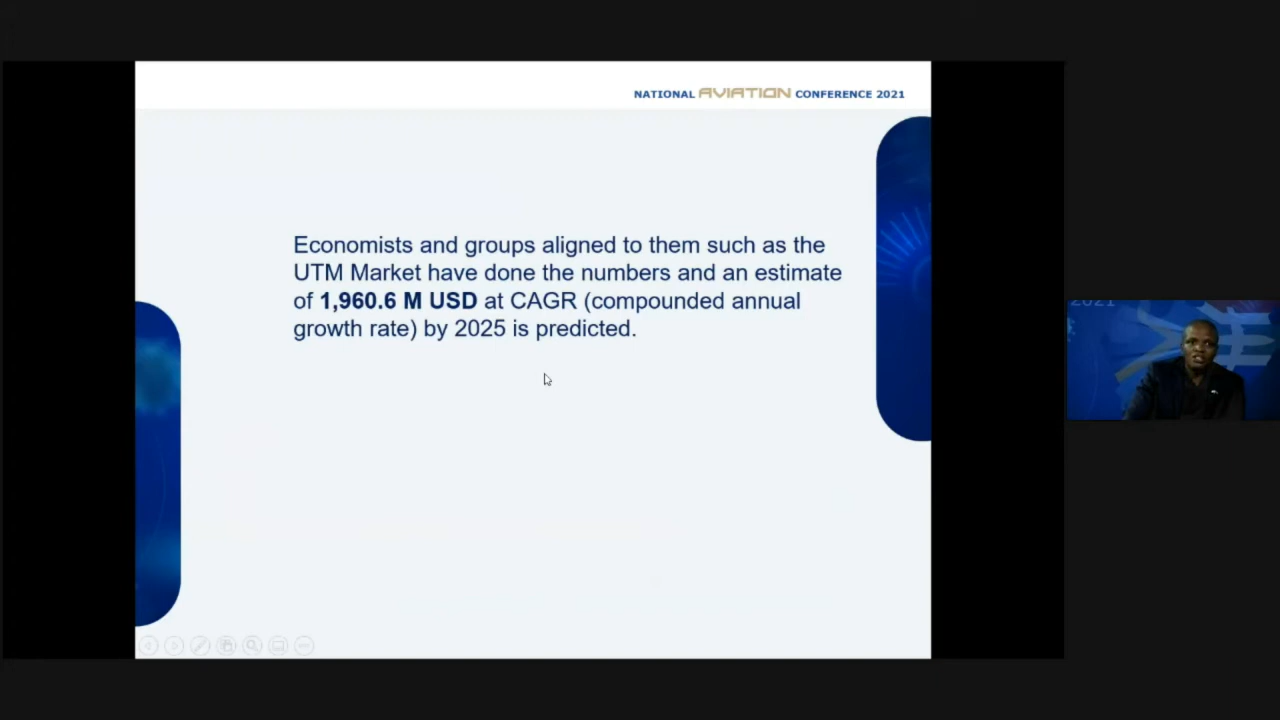 NATIONAL AVIATION CONFERENCE 2021
Economists and groups aligned to them such as the
UTM Market have done the numbers and an estimate
of 1,960.6 M USD at CAGR (compounded annual
growth rate) by 2025 is predicted.
2021